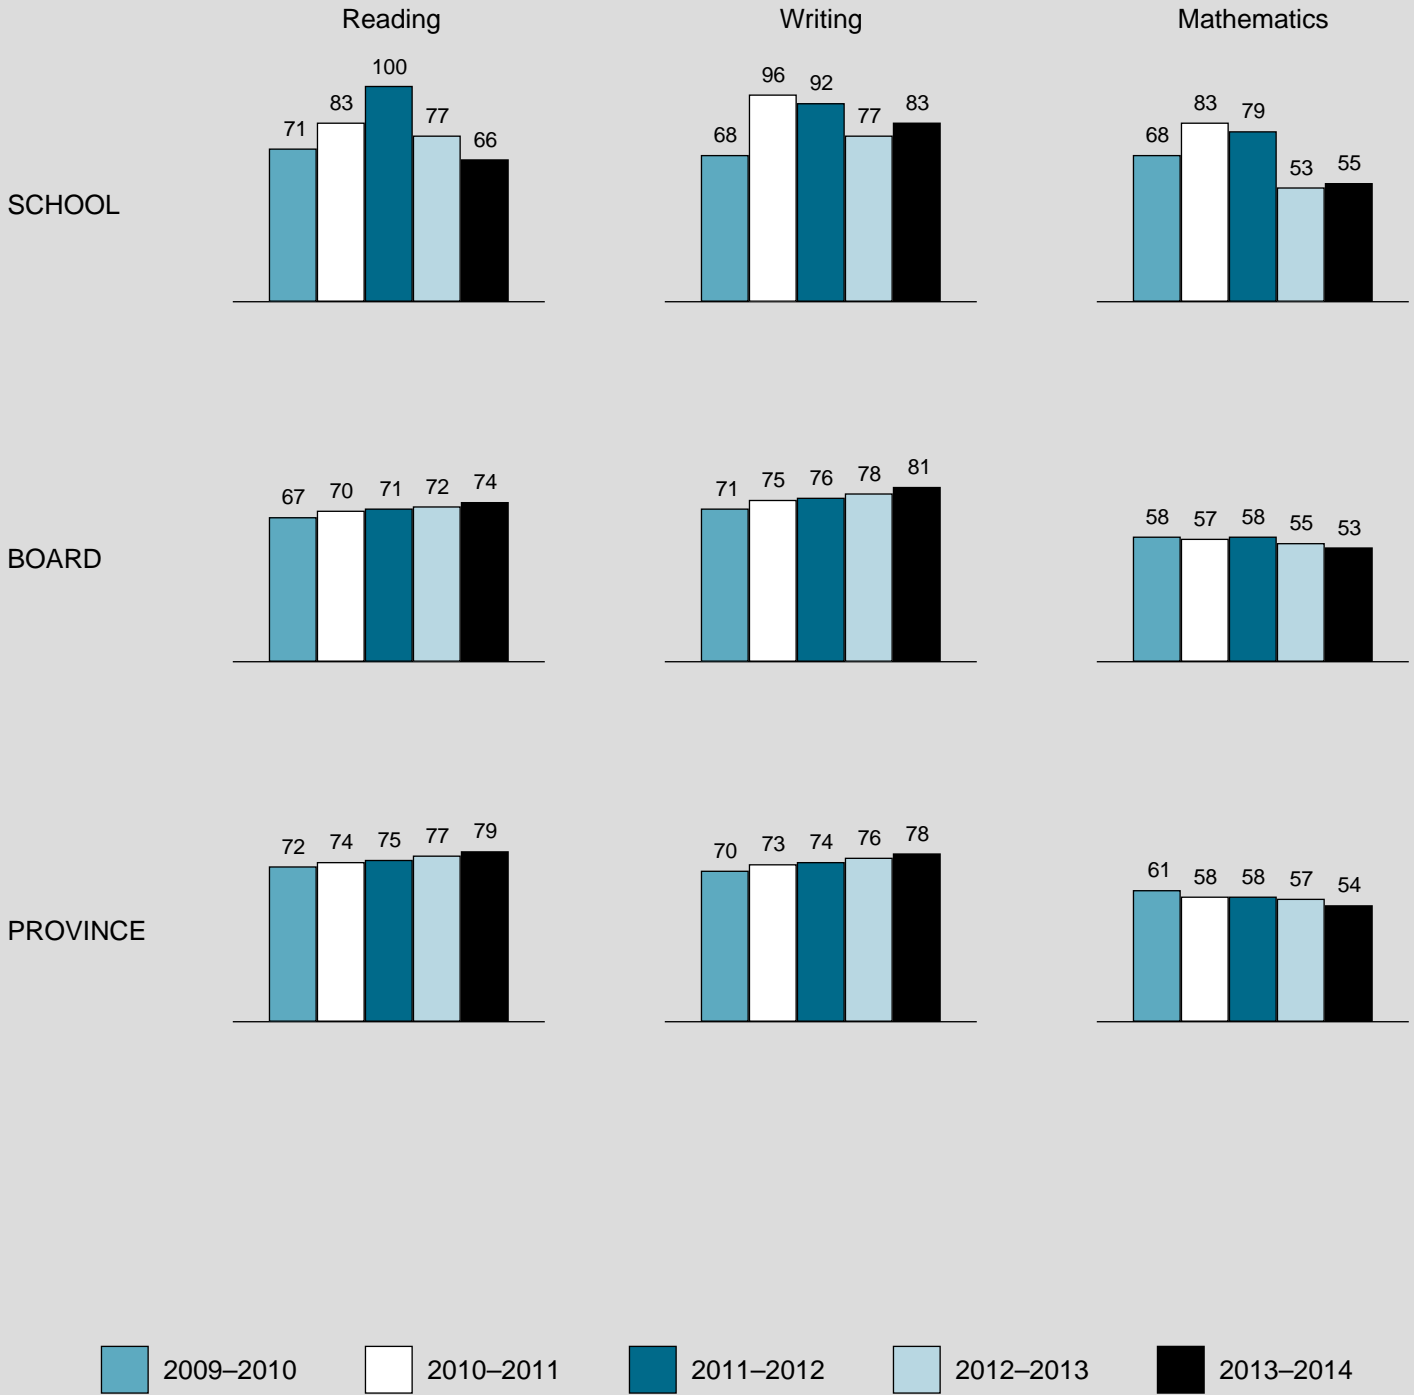 Reading Writing Mathematics
SCHOOL
71 83 100 77 66
68 96 92 77 83
68 83 79 53 55
BOARD
67 70 71 72 74
71 75 76 78 81
58 57 58 55 53
PROVINCE
72 74 75 77 79
70 73 74 76 78
61 58 58 57 54
2009–2010 2010–2011 2011–2012 2012–2013 2013–2014